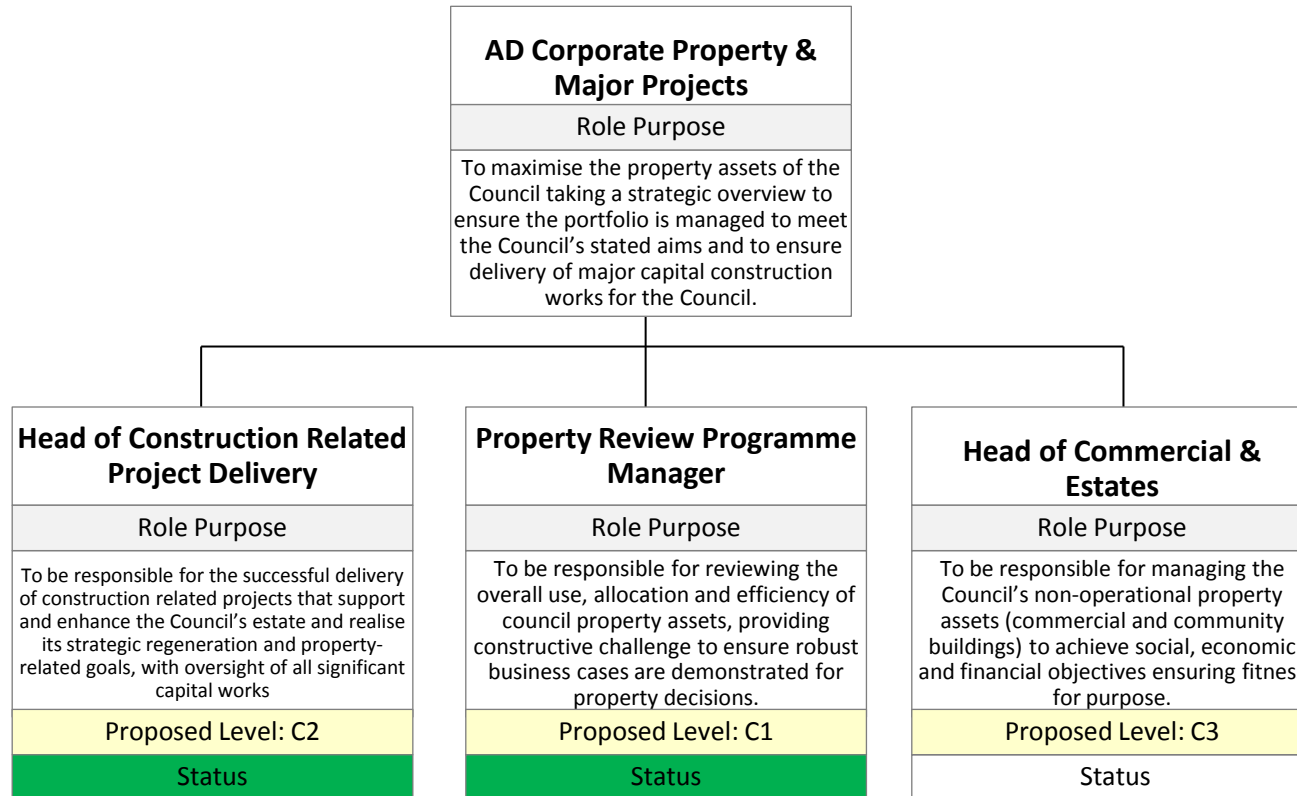 AD Corporate Property &
Major Projects
Role Purpose
To maximise the property assets of the
Council taking a strategic overview to
ensure the portfolio is managed to meet
the Council’s stated aims and to ensure
delivery of major capital construction
works for the Council.
Head of Construction Related
Project Delivery
Role Purpose
To be responsible for the successful delivery
of construction related projects that support
and enhance the Council’s estate and realise
its strategic regeneration and property-
related goals, with oversight of all significant
capital works
Proposed Level: C2
Status
Property Review Programme
Manager
Role Purpose
To be responsible for reviewing the
overall use, allocation and efficiency of
council property assets, providing
constructive challenge to ensure robust
business cases are demonstrated for
property decisions.
Proposed Level: C1
Status
Head of Commercial &
Estates
Role Purpose
To be responsible for managing the
Council’s non-operational property
assets (commercial and community
buildings) to achieve social, economic
and financial objectives ensuring fitnes
for purpose.
Proposed Level: C3
Status